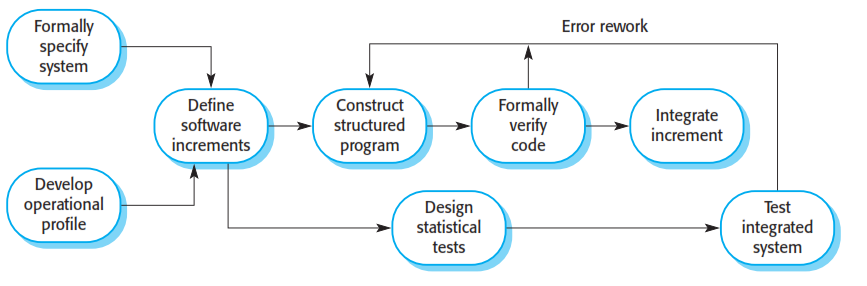 Formally
specify
system
Error rework
Define
software
increments
Construct
structured
program
Formally
verify
code
Integrate
increment
Develop
operational
profile
Design
statistical
tests
Test
integrated
system